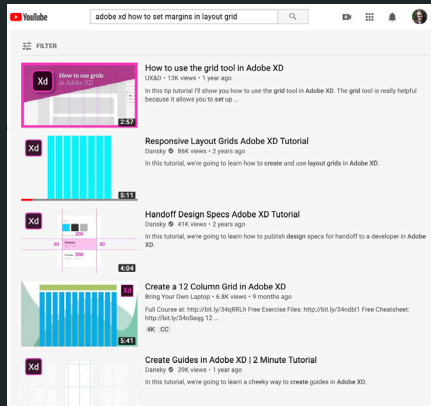 YouTube
adobe xd how to set margins in layout grid
FILTER
Xd
How to use grids
in Adobe XD
2:57
How to use the grid tool in Adobe XD
UX&D • 13K views • 1 year ago
In this tip tutorial I'll show you how to use the grid tool in Adobe XD. The grid tool is really helpful
because it allows you to set up ...
Xd
5:11
Responsive Layout Grids Adobe XD Tutorial
Dansky • 86K views • 2 years ago
In this tutorial, we're going to learn how to create and use layout grids in Adobe XD.
Xd
200
80
80
200
4:04
Handoff Design Specs Adobe XD Tutorial
Dansky • 41K views • 2 years ago
In this tutorial, we're going to learn how to publish design specs for handoff to a developer in Adobe
XD.
Xd
5:41
Create a 12 Column Grid in Adobe XD
Bring Your Own Laptop • 6.8K views • 9 months ago
Full Course at: http://bit.ly/34qRRLh Free Exercise Files: http://bit.ly/34ndbl1 Free Cheatsheet:
http://bit.ly/34nSeqg 12 ...
4K CC
Xd
Create Guides in Adobe XD | 2 Minute Tutorial
Dansky • 39K views • 1 year ago
In this tutorial, we're going to learn a cheeky way to create guides in Adobe XD.